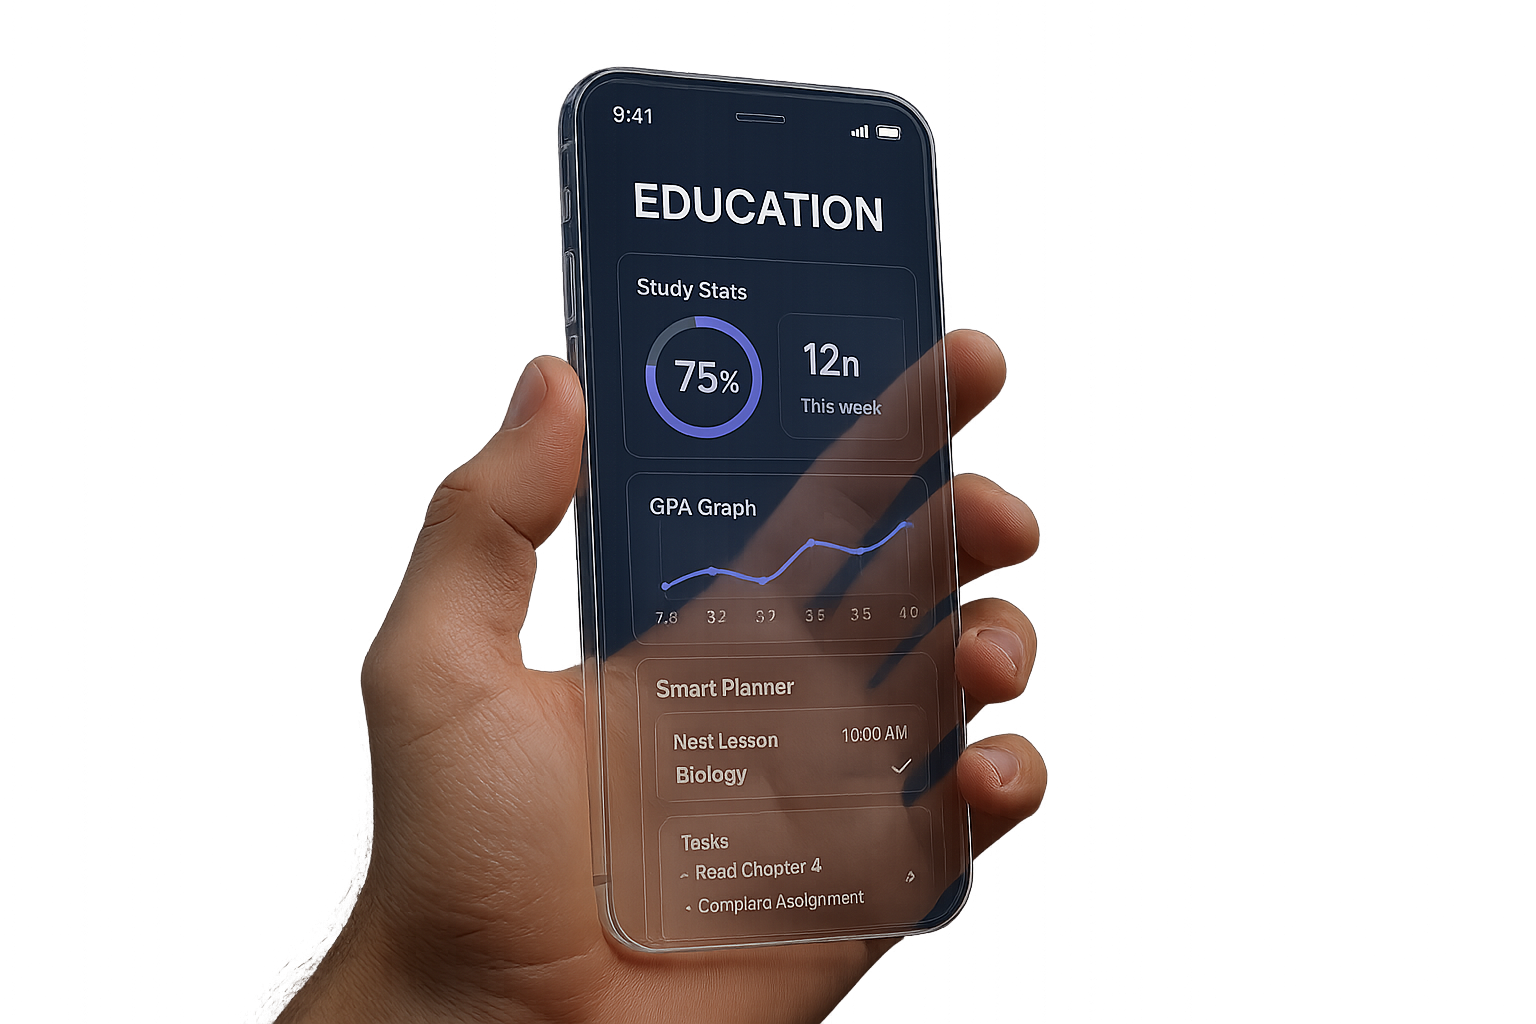 9:41
EDUCATION
Study Stats
75%
12n
This week
GPA Graph
7.8 32 35 35 40
Smart Planner
Nest Lesson 10:00 AM
Biology
Tasks
Read Chopter 4
Complara Asolgnment